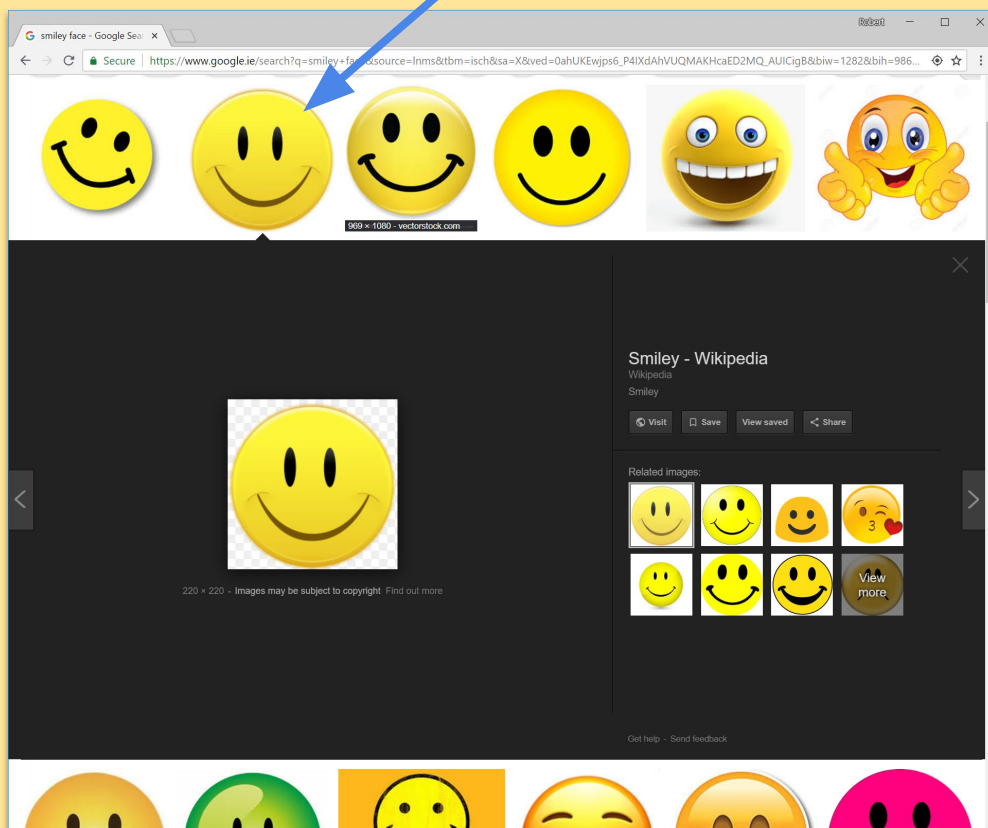 Robert
smiley face - Google Sea
Secure https://www.google.ie/search?q=smiley+face&source=lnms&tbm=isch&sa=X&ved=0ahUKEwjps6_P4IXdAhVUQMAKHcaED2MQ_AUICigB&biw=1282&bih=986...
969 × 1080 - vectorstock.com
Smiley - Wikipedia
Wikipedia
Smiley
Visit Save View saved Share
Related images:
View
more
220 × 220 - Images may be subject to copyright Find out more
Get help - Send feedback